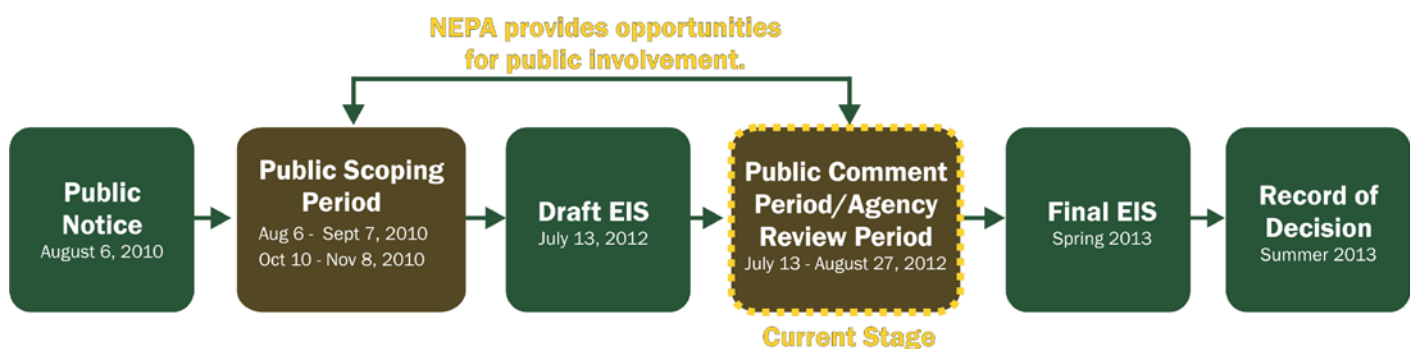 NEPA provides opportunities
for public involvement.
Public
Notice
August 6, 2010
Public Scoping
Period
Aug 6 - Sept 7, 2010
Oct 10 - Nov 8, 2010
Draft EIS
July 13, 2012
Public Comment
Period/Agency
Review Period
July 13 - August 27, 2012
Current Stage
Final EIS
Spring 2013
Record of
Decision
Summer 2013